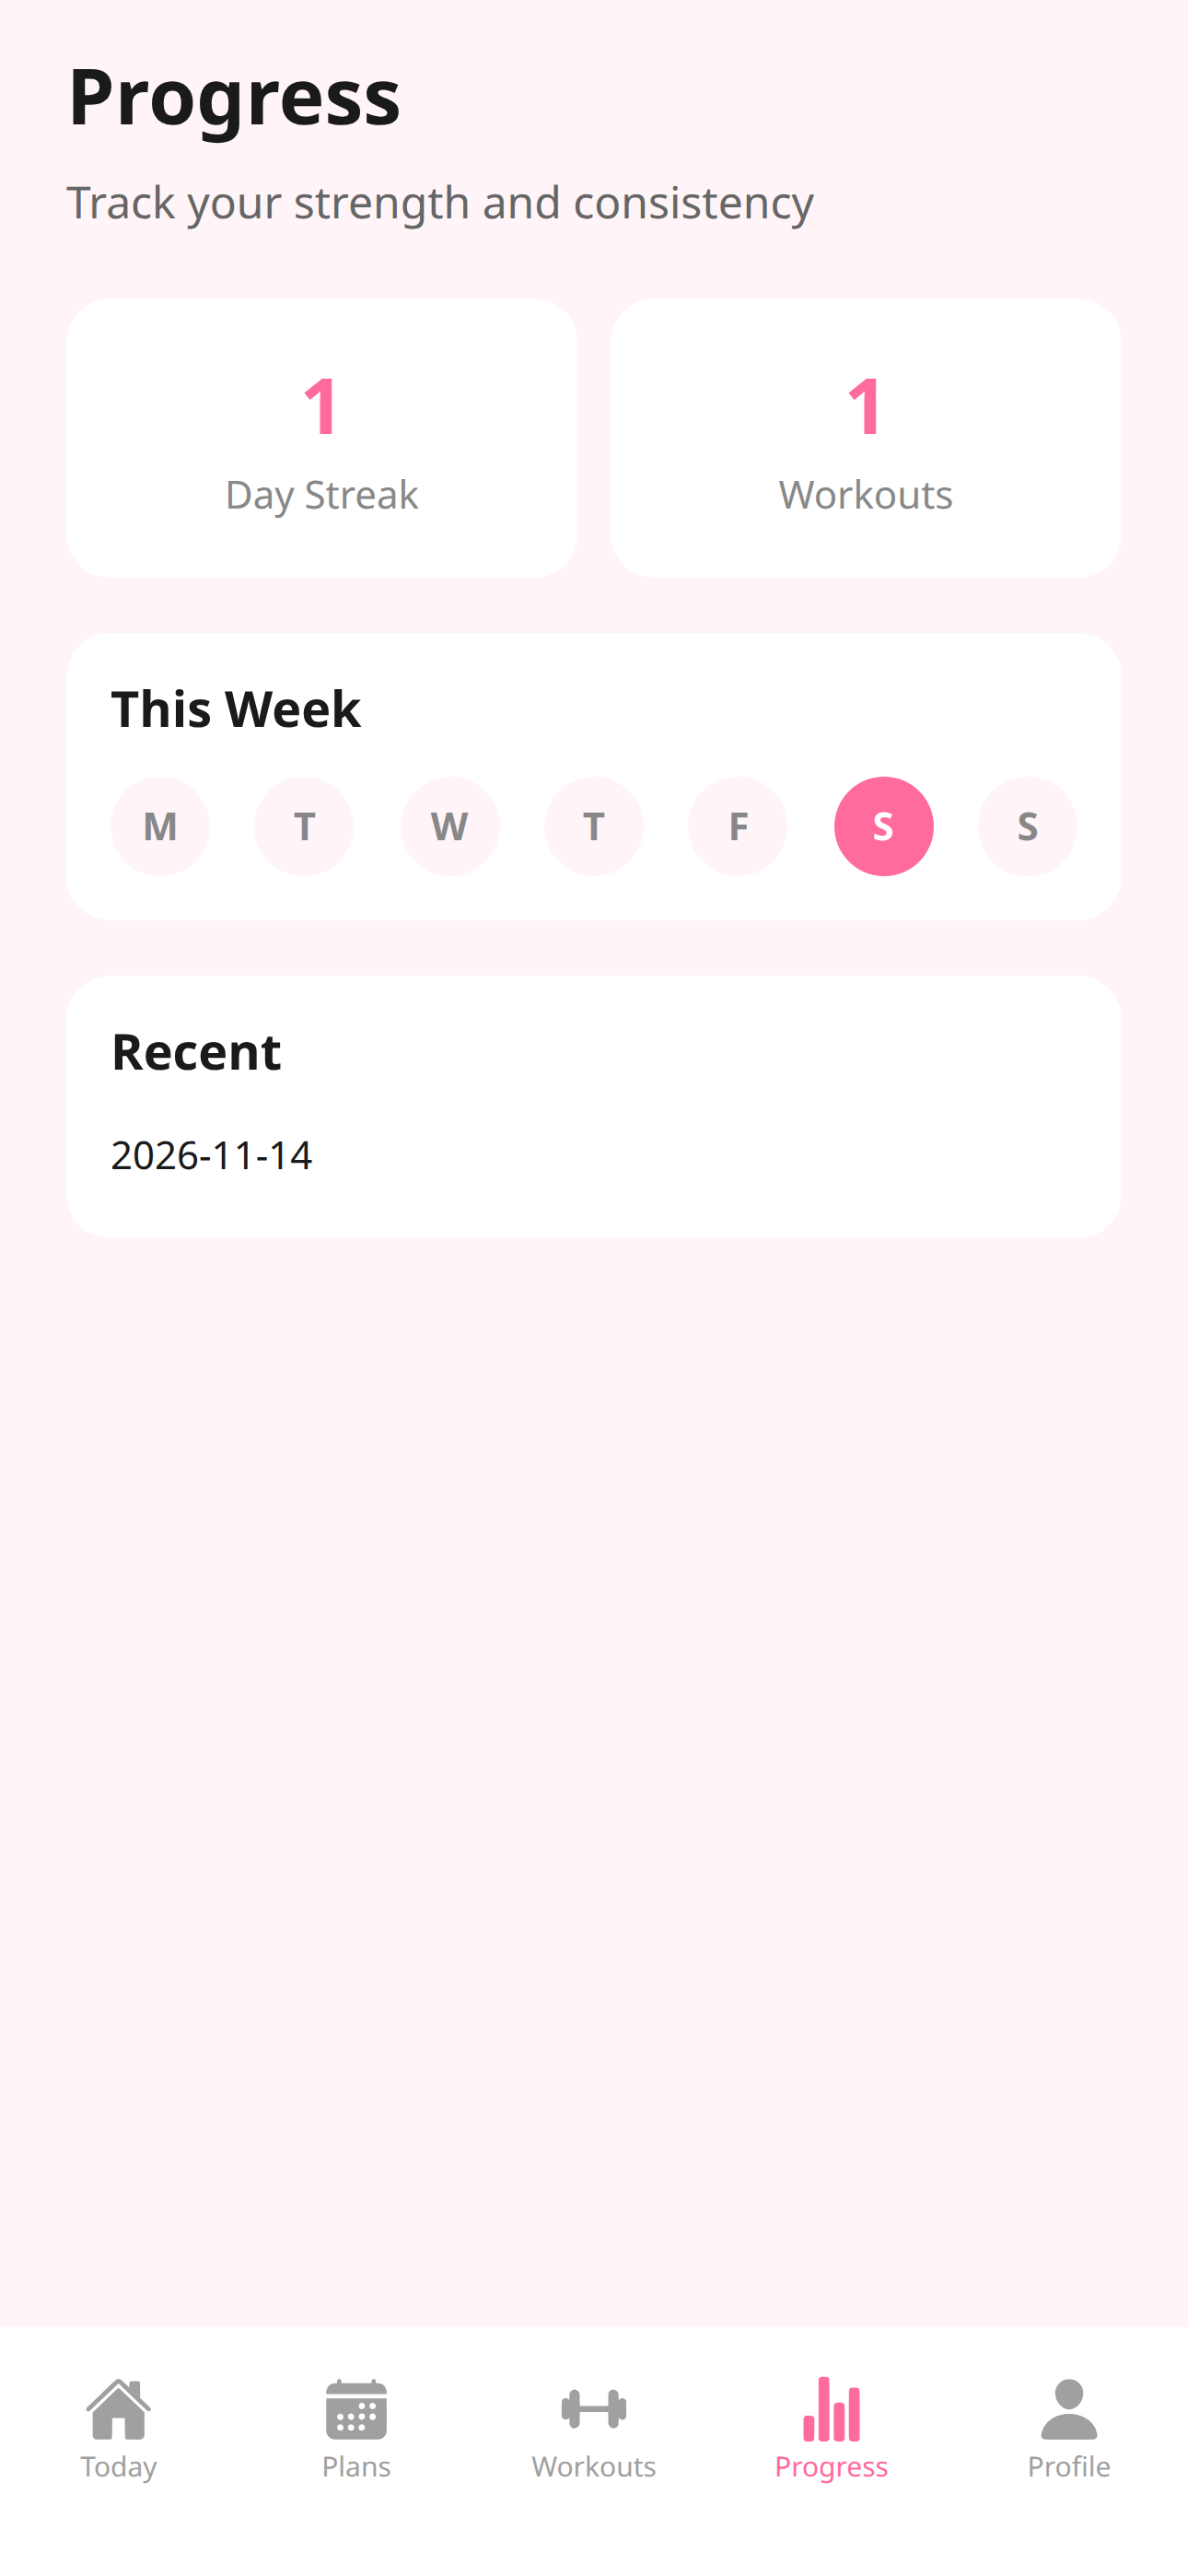 Progress
Track your strength and consistency
1
Day Streak
1
Workouts
This Week
M T W T F S S
Recent
2026-11-14
Today Plans Workouts Progress Profile